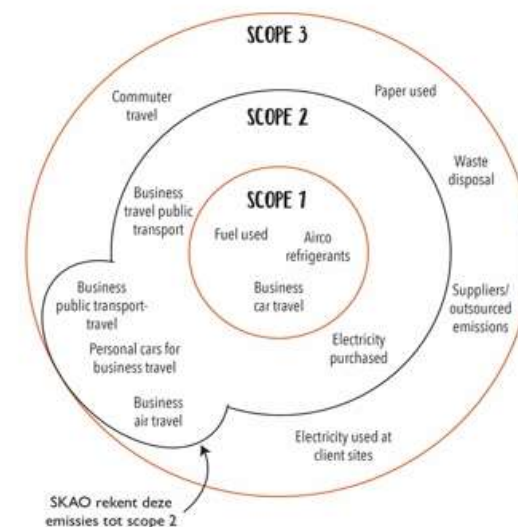 SCOPE 3
Commuter
travel
Paper used
SCOPE 2
Waste
disposal
Business
travel public
transport
SCOPE 1
Fuel used
Airco
refrigerants
Business
car travel
Business
public transport-
travel
Suppliers/
outsourced
emissions
Personal cars for
business travel
Electricity
purchased
Business
air travel
Electricity used at
client sites
SKAO rekent deze
emissies tot scope 2